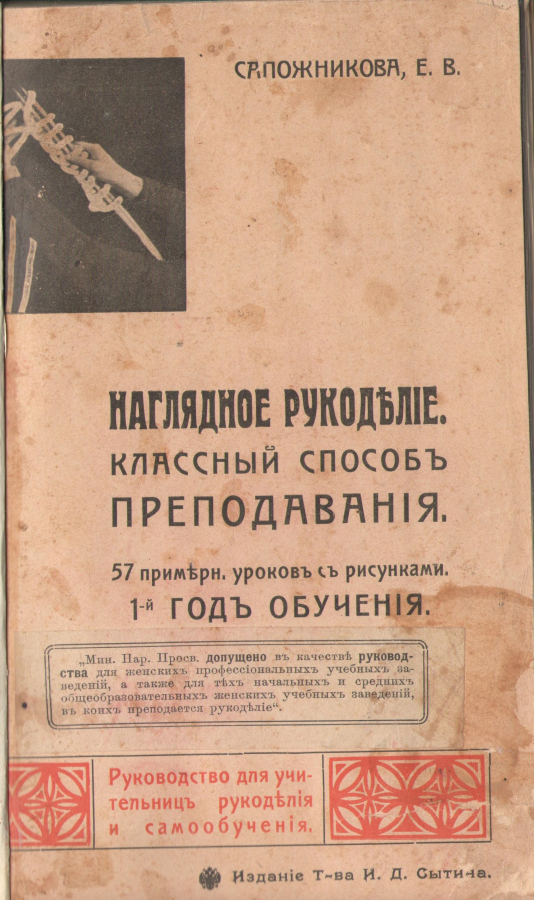 САПОЖНИКОВА, Е. В.
НАГЛЯДНОЕ РУКОДѢЛІЕ.
КЛАССНЫЙ СПОСОБЪ
ПРЕПОДАВАНІЯ.
57 примѣрн. уроковъ съ рисунками.
1-й ГОДЪ ОБУЧЕНІЯ.
„Мин. Нар. Просв. допущено въ качествѣ руковод-
ства для женскихъ профессіональныхъ учебныхъ за-
веденій, а также для тѣхъ начальныхъ и среднихъ
общеобразовательныхъ женскихъ учебныхъ заведеній,
въ коихъ преподается рукодѣліе“.
Руководство для учи-
тельницъ рукодѣлія
и самообученія.
Изданіе Т-ва И. Д. Сытина.